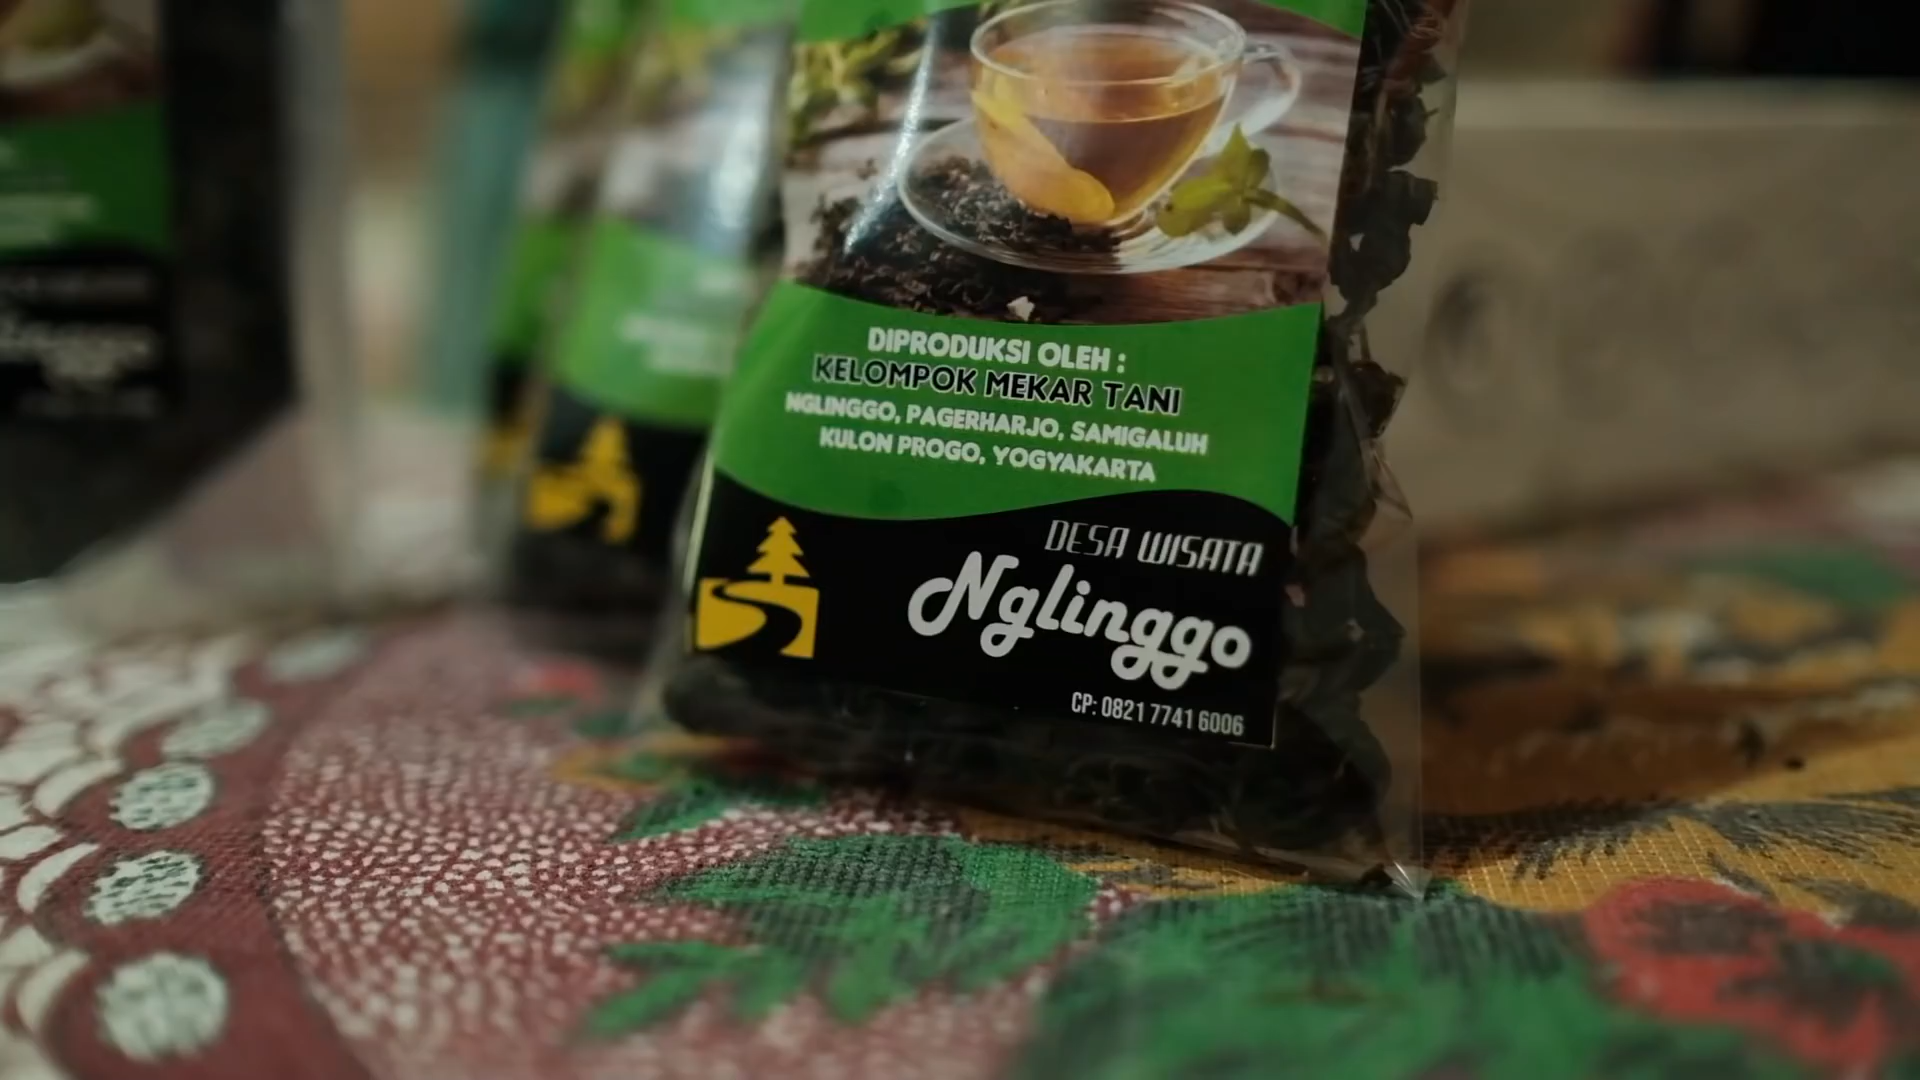 DIPRODUKSI OLEH :
KELOMPOK MEKAR TANI
NGLINGGO, PAGERHARJO, SAMIGALUH
KULON PROGO, YOGYAKARTA
DESA WISATA
Nglinggo
CP: 0821 7741 6006